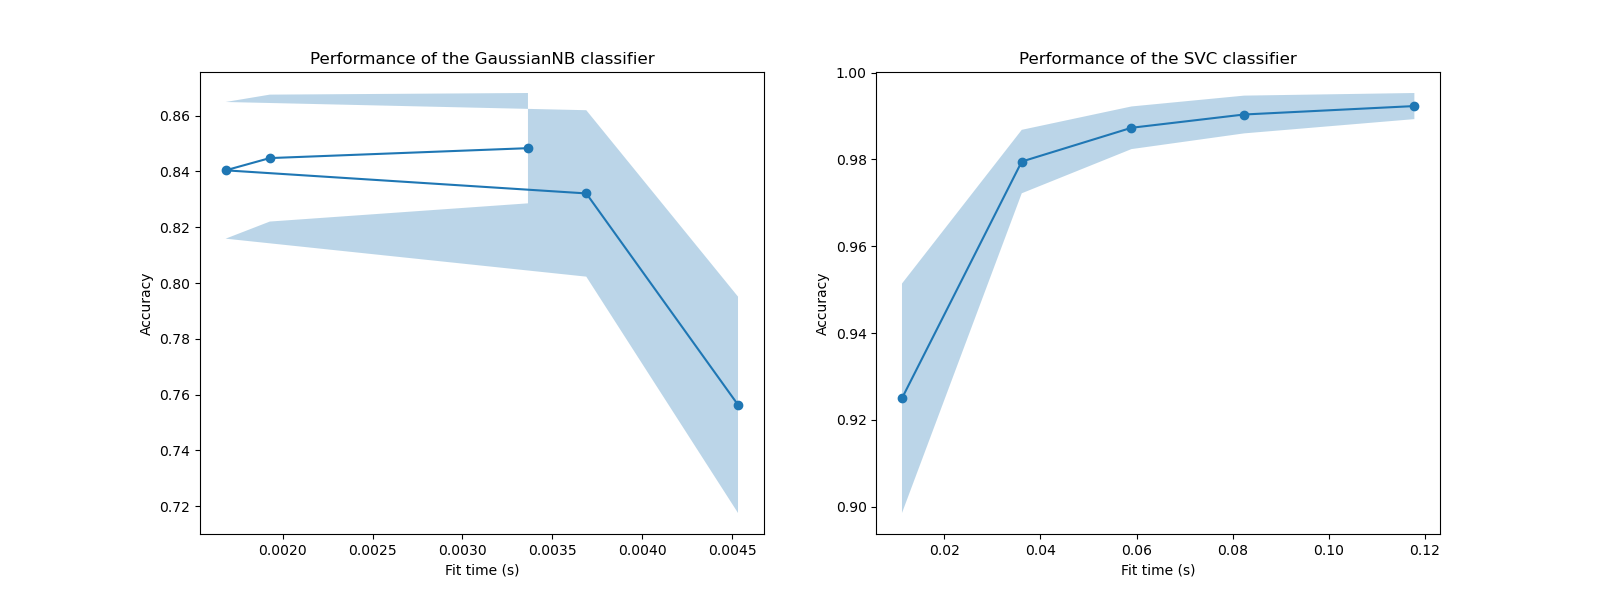 Performance of the GaussianNB classifier
0.86
0.84
0.82
0.80
0.78
0.76
0.74
0.72
Accuracy
0.0020 0.0025 0.0030 0.0035 0.0040 0.0045
Fit time (s)
Performance of the SVC classifier
1.00
0.98
0.96
0.94
0.92
0.90
Accuracy
0.02 0.04 0.06 0.08 0.10 0.12
Fit time (s)